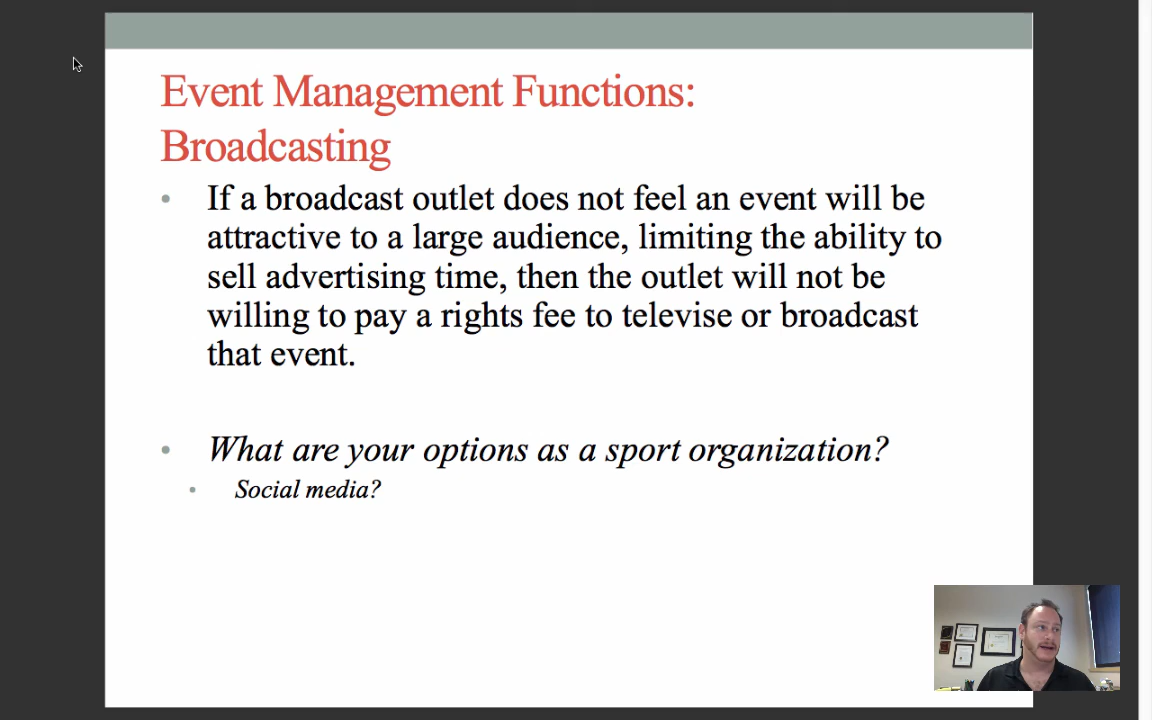 Event Management Functions:
Broadcasting
• If a broadcast outlet does not feel an event will be
attractive to a large audience, limiting the ability to
sell advertising time, then the outlet will not be
willing to pay a rights fee to televise or broadcast
that event.
• What are your options as a sport organization?
• Social media?